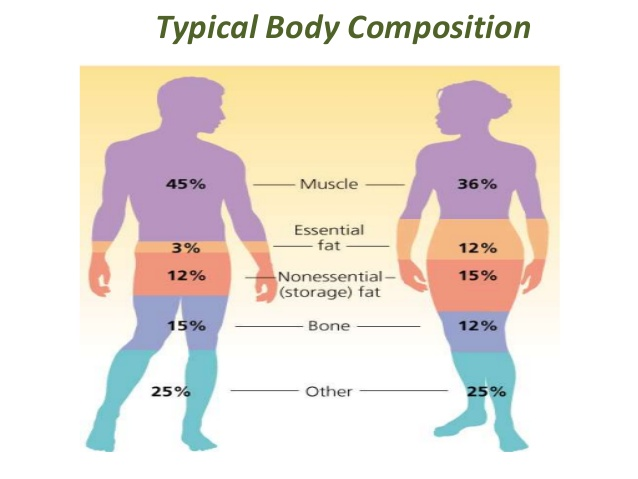 Typical Body Composition
45% Muscle 36%
Essential
fat
3% 12%
12% Nonessential 15%
(storage) fat
15% Bone 12%
25% Other 25%